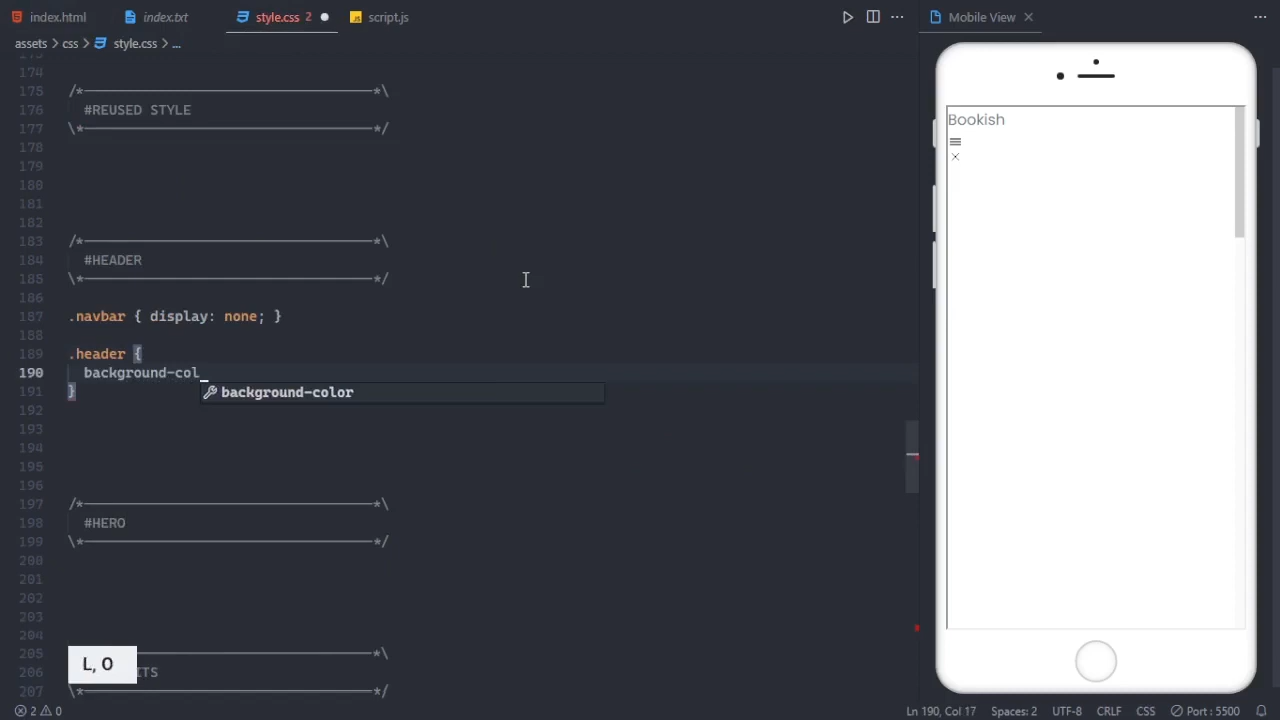 index.html index.txt style.css 2 script.js Mobile View
assets > css > style.css > ...
174
175 /*—————————————*\
176 #REUSED STYLE
177 \*—————————————*/
178
179
180
181
182
183 /*—————————————*\
184 #HEADER
185 \*—————————————*/
186
187 .navbar { display: none; }
188
189 .header {
190 background-col
191 }
background-color
192
193
194
195
196
197 /*—————————————*\
198 #HERO
199 \*—————————————*/
200
201
202
203
204
205 —————————————*\
206 ITS
207 \*—————————————*/
L, O
Bookish
2 0
Ln 190, Col 17 Spaces: 2 UTF-8 CRLF CSS Port : 5500